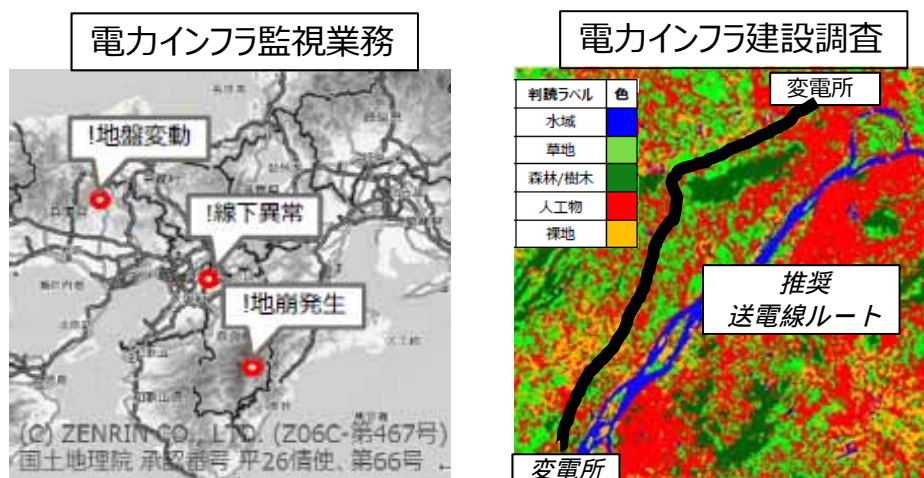 電力インフラ監視業務
!地盤変動
!線下異常
!地崩発生
(C) ZENRIN CO., LTD. (Z06C-第467号)
国土地理院 承認番号 平26情使、第66号
電力インフラ建設調査
判読ラベル 色
水域
草地
森林/樹木
人工物
裸地
変電所
推奨
送電線ルート
変電所